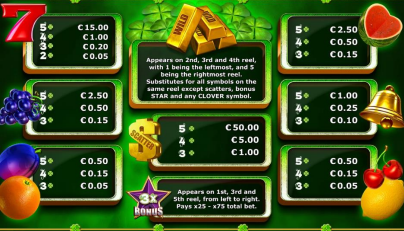 7
5 €15.00
4 €1.00
3 €0.20
2 €0.05
5 €2.50
4 €0.50
3 €0.15
5 €0.50
4 €0.15
3 €0.05
WILD
Appears on 2nd, 3rd and 4th reel,
with 1 being the leftmost, and 5
being the rightmost reel.
Substitutes for all symbols on the
same reel except scatters, bonus
STAR and any CLOVER symbol.
SCATTER
5 €50.00
4 €5.00
3 €1.00
3x
BONUS
Appears on 1st, 3rd and
5th reel, from left to right.
Pays x25 - x75 total bet.
5 €2.50
4 €0.50
3 €0.15
5 €1.00
4 €0.25
3 €0.10
5 €0.50
4 €0.15
3 €0.05